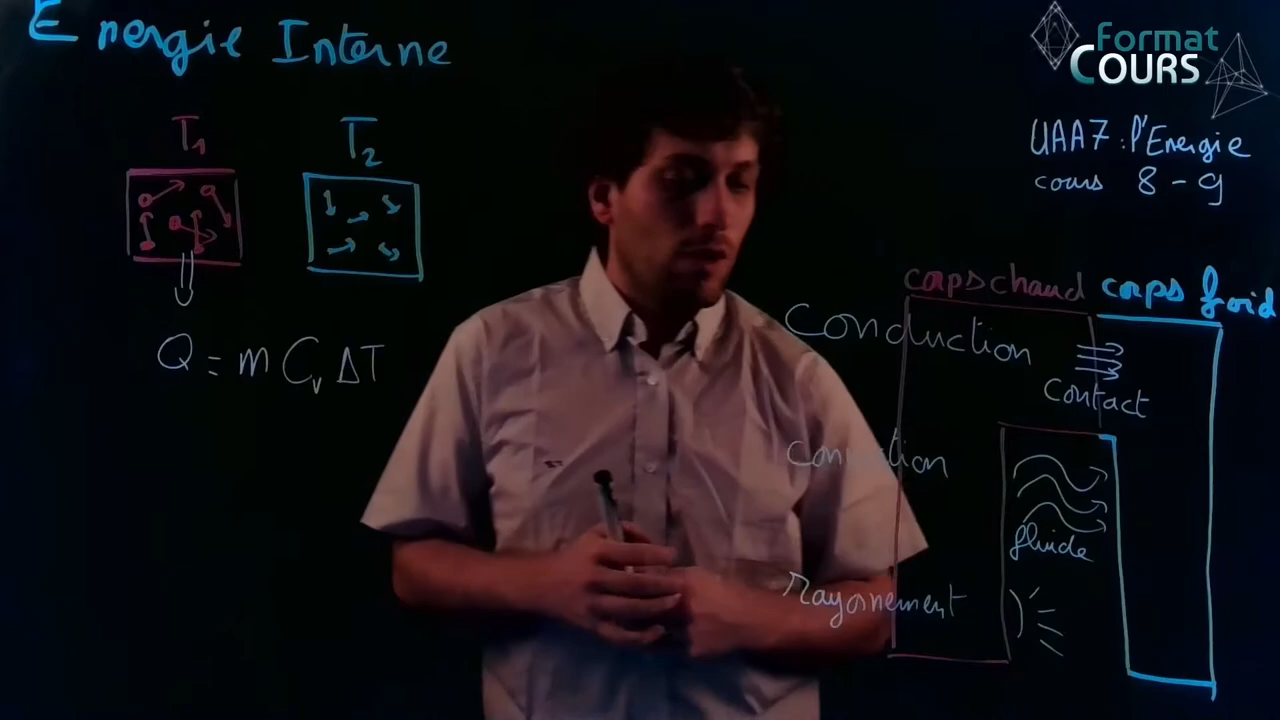 Energie Interne
Format
COURS
UAA7 : l'Energie
cours 8 - 9
T1
T2
Q = m Cv ΔT
corps chaud
corps froid
Conduction
contact
Convection
fluide
Rayonnement